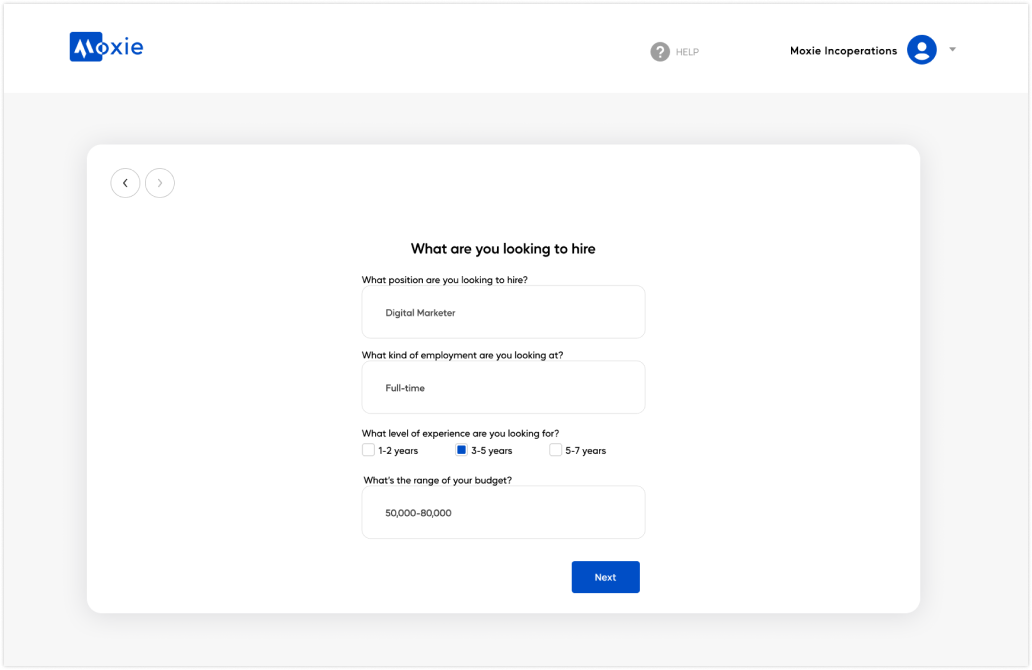 Moxie
? HELP
Moxie Incoperations
What are you looking to hire
What position are you looking to hire?
Digital Marketer
What kind of employment are you looking at?
Full-time
What level of experience are you looking for?
1-2 years 3-5 years 5-7 years
What's the range of your budget?
50,000-80,000
Next